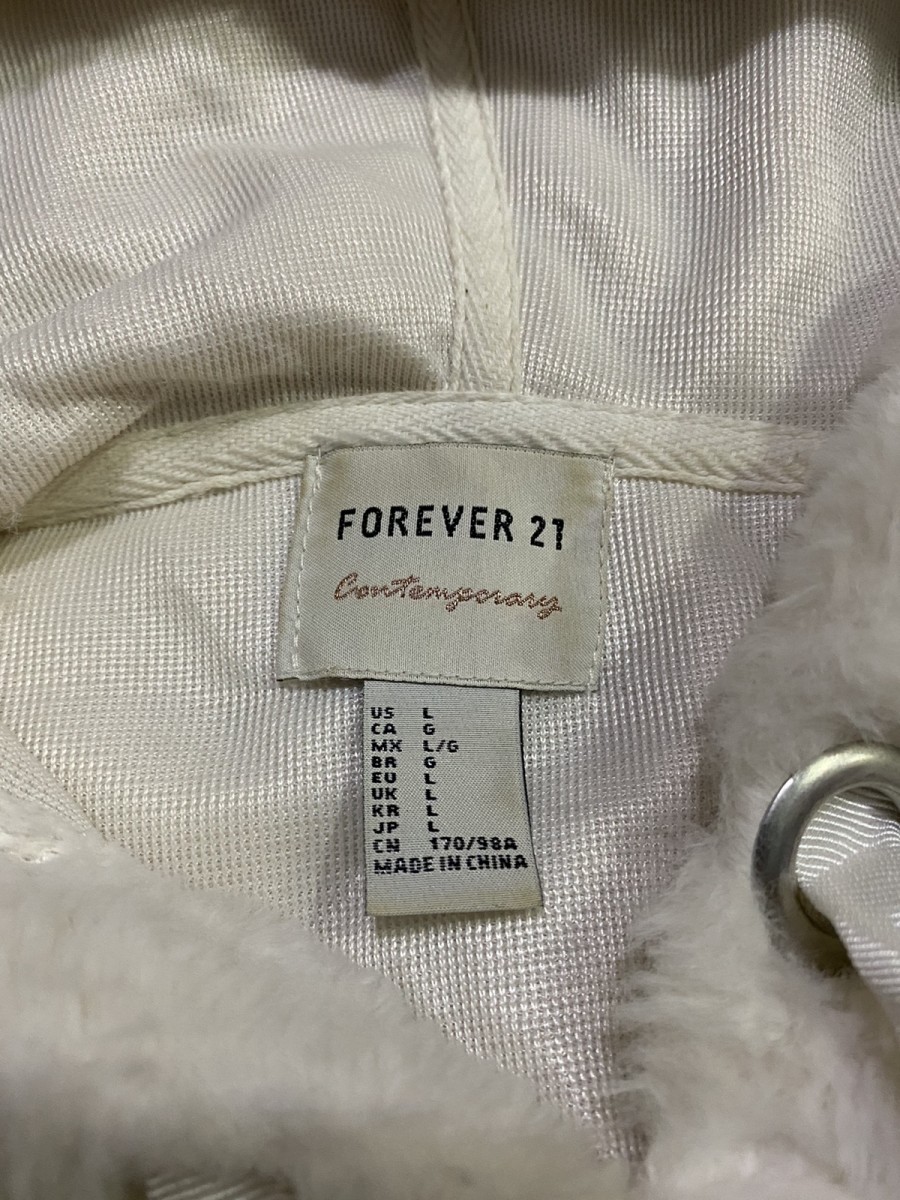 FOREVER 21
Contemporary
US L
CA G
MX L/G
BR G
EU L
UK L
KR L
JP L
CN 170/98A
MADE IN CHINA